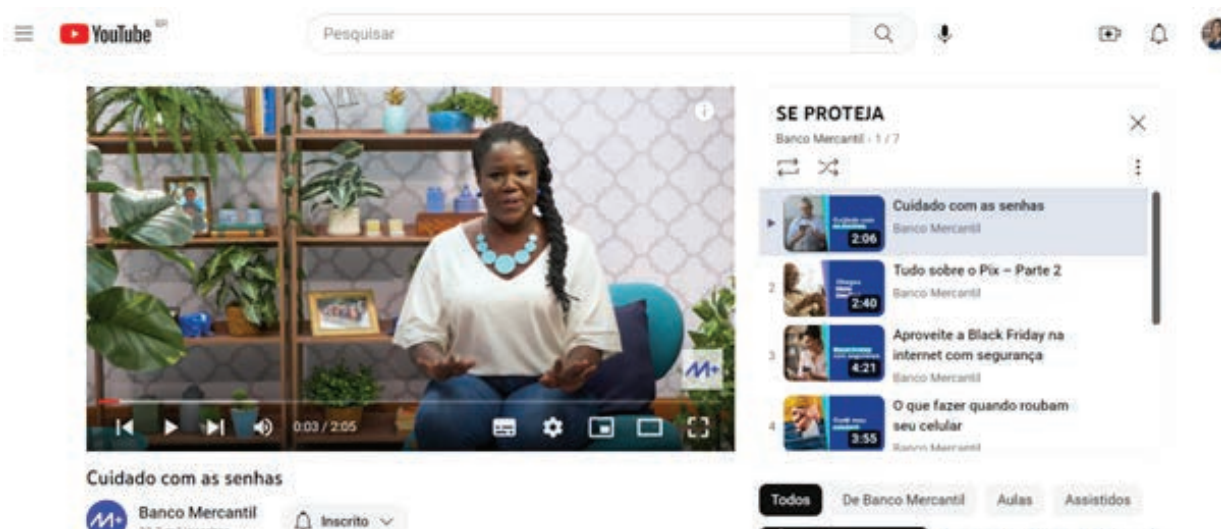 YouTube BR
Pesquisar
SE PROTEJA
Banco Mercantil - 1 / 7
Cuidado com as senhas
Banco Mercantil
2:06
2
Tudo sobre o Pix – Parte 2
Banco Mercantil
2:40
3
Aproveite a Black Friday na
internet com segurança
Banco Mercantil
4:21
4
O que fazer quando roubam
seu celular
Banco Mercantil
3:55
M+
0:03 / 2:05
Cuidado com as senhas
M+
Banco Mercantil
Inscrito
Todos De Banco Mercantil Aulas Assistidos